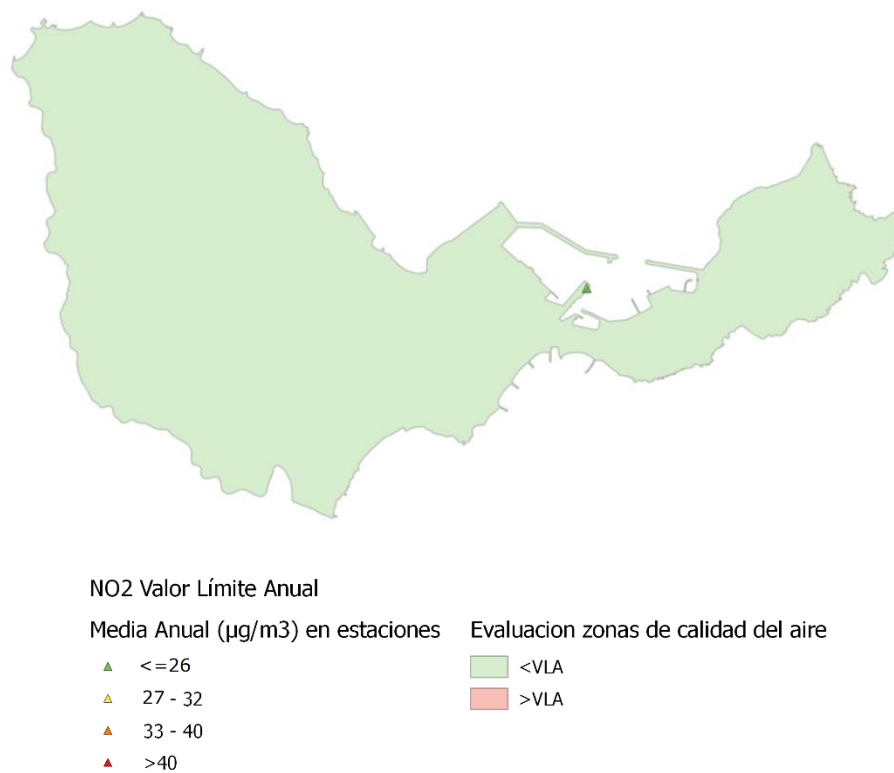 NO2 Valor Límite Anual
Media Anual (µg/m3) en estaciones
<=26
27 - 32
33 - 40
>40
Evaluacion zonas de calidad del aire
<VLA
>VLA